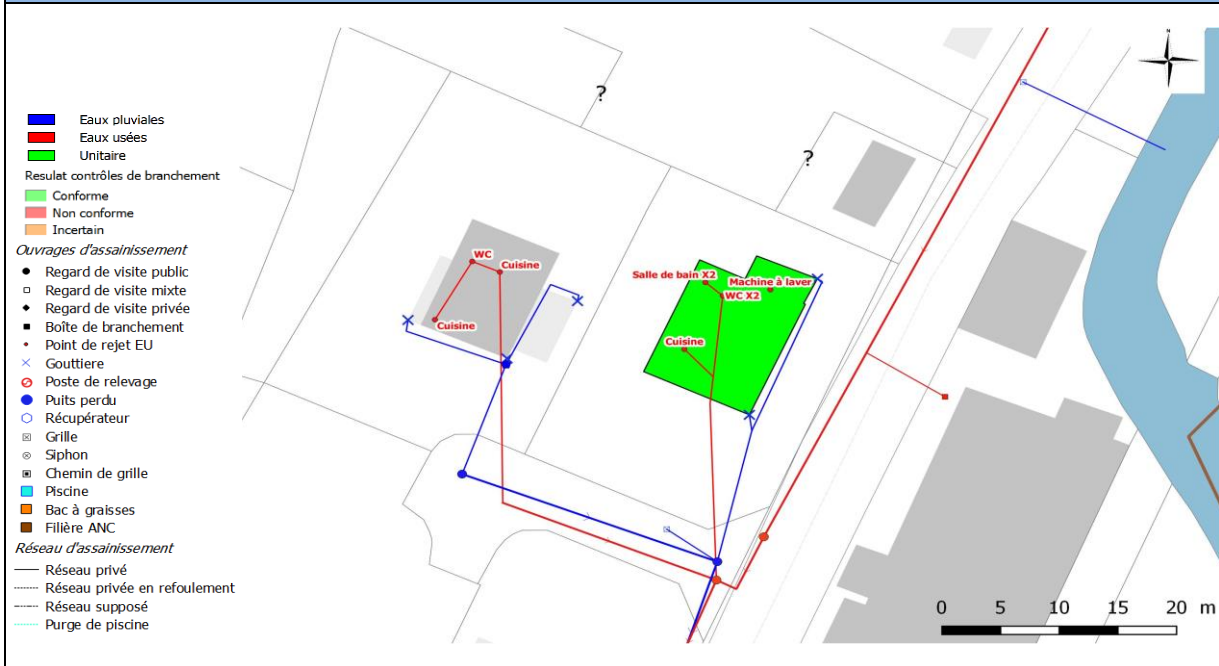 N
?
?
Eaux pluviales
Eaux usées
Unitaire
Resulat contrôles de branchement
Conforme
Non conforme
Incertain
Ouvrages d'assainissement
Regard de visite public
Regard de visite mixte
Regard de visite privée
Boîte de branchement
Point de rejet EU
Gouttiere
Poste de relevage
Puits perdu
Récupérateur
Grille
Siphon
Chemin de grille
Piscine
Bac à graisses
Filière ANC
Réseau d'assainissement
Réseau privé
Réseau privée en refoulement
Réseau supposé
Purge de piscine
WC
Cuisine
Cuisine
Salle de bain X2
Machine à laver
WC X2
Cuisine
0 5 10 15 20 m